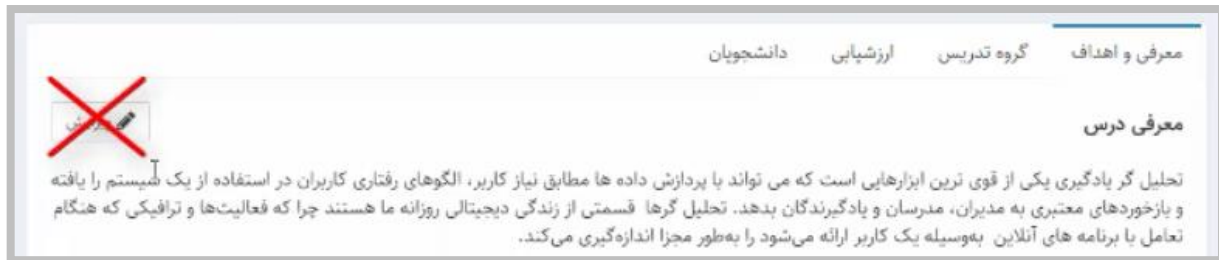 معرفی و اهداف گروه تدریس ارزشیابی دانشجویان
معرفی درس
تحلیل گر یادگیری یکی از قوی ترین ابزارهایی است که می تواند با پردازش داده ها مطابق نیاز کاربر، الگوهای رفتاری کاربران در استفاده از یک سیستم را یافته
و بازخوردهای معتبری به مدیران، مدرسان و یادگیرندگان بدهد. تحلیل گرها قسمتی از زندگی دیجیتالی روزانه ما هستند چرا که فعالیت‌ها و ترافیکی که هنگام
تعامل با برنامه های آنلاین به‌وسیله یک کاربر ارائه می‌شود را به‌طور مجزا اندازه‌گیری می‌کند.